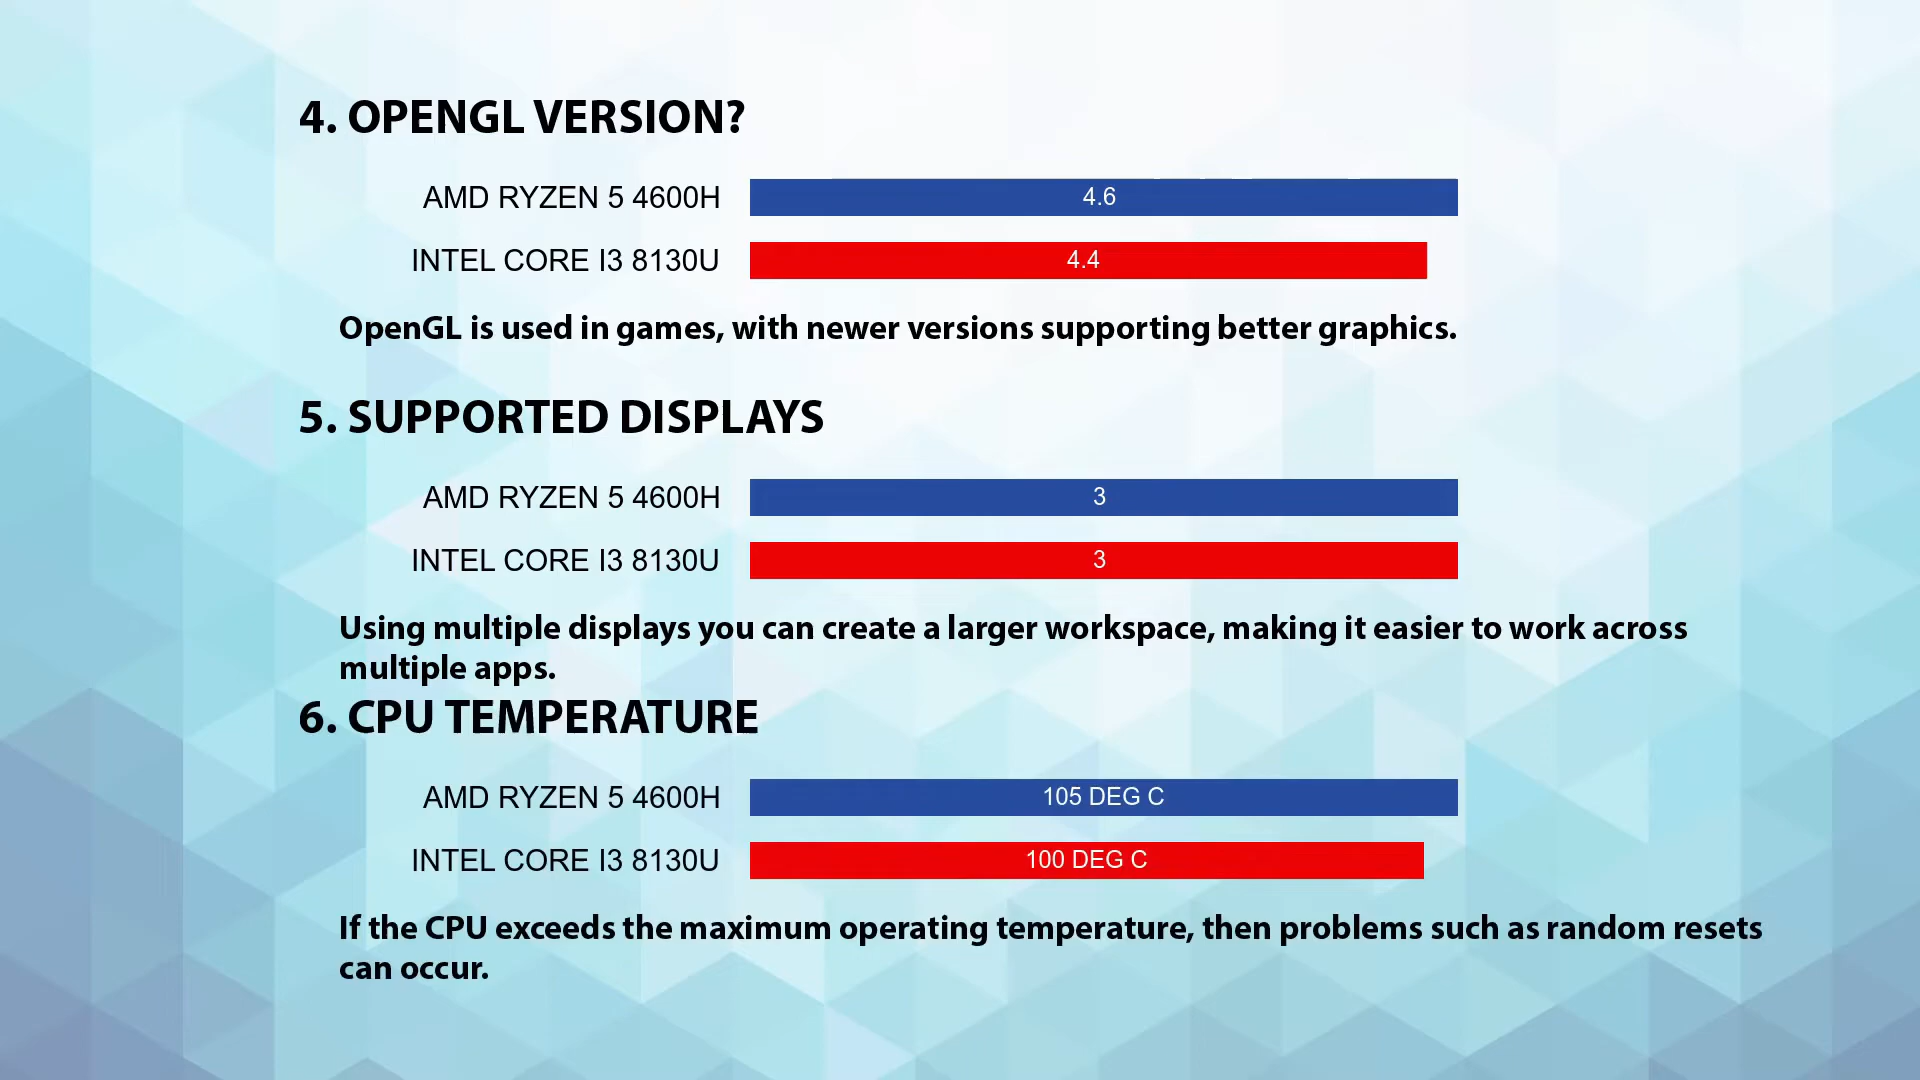 4. OPENGL VERSION?
AMD RYZEN 5 4600H
4.6
INTEL CORE I3 8130U
4.4
OpenGL is used in games, with newer versions supporting better graphics.
5. SUPPORTED DISPLAYS
AMD RYZEN 5 4600H
3
INTEL CORE I3 8130U
3
Using multiple displays you can create a larger workspace, making it easier to work across
multiple apps.
6. CPU TEMPERATURE
AMD RYZEN 5 4600H
105 DEG C
INTEL CORE I3 8130U
100 DEG C
If the CPU exceeds the maximum operating temperature, then problems such as random resets
can occur.